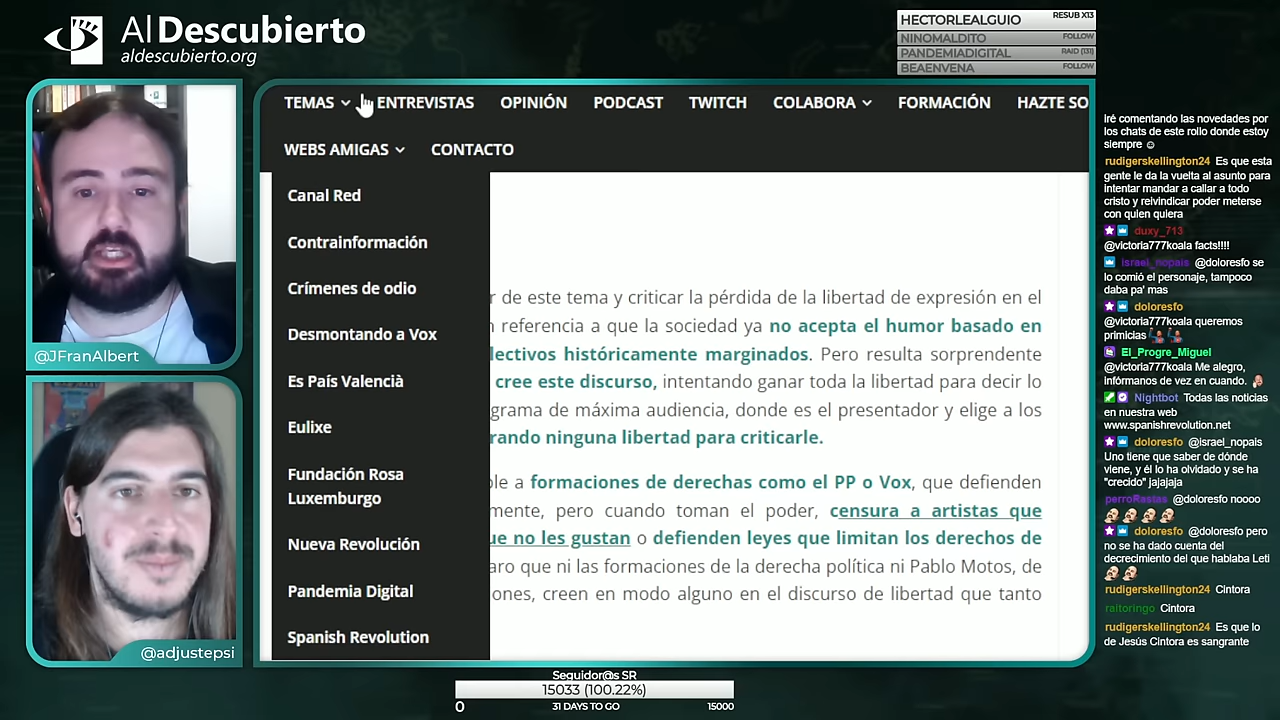 Al Descubierto
aldescubierto.org
HECTORLEALGUIO RESUB X13
NINOMALDITO FOLLOW
PANDEMIADIGITAL RAID (131)
BEAENVENA FOLLOW
@JFranAlbert
@adjustepsi
TEMAS ENTREVISTAS OPINIÓN PODCAST TWITCH COLABORA FORMACIÓN HAZTE SO
WEBS AMIGAS CONTACTO
Canal Red
Contrainformación
Crímenes de odio
Desmontando a Vox
Es País Valencià
Eulixe
Fundación Rosa
Luxemburgo
Nueva Revolución
Pandemia Digital
Spanish Revolution
r de este tema y criticar la pérdida de la libertad de expresión en el
n referencia a que la sociedad ya no acepta el humor basado en
lectivos históricamente marginados. Pero resulta sorprendente
cree este discurso, intentando ganar toda la libertad para decir lo
grama de máxima audiencia, donde es el presentador y elige a los
rando ninguna libertad para criticarle.
ble a formaciones de derechas como el PP o Vox, que defienden
mente, pero cuando toman el poder, censura a artistas que
ue no les gustan o defienden leyes que limitan los derechos de
aro que ni las formaciones de la derecha política ni Pablo Motos, de
ones, creen en modo alguno en el discurso de libertad que tanto
Iré comentando las novedades por
los chats de este rollo donde estoy
siempre
rudigerskellington24 Es que esta
gente le da la vuelta al asunto para
intentar mandar a callar a todo
cristo y reivindicar poder meterse
con quien quiera
duxy_713
@victoria777koala facts!!!!
israel_nopais @doloresfo se
lo comió el personaje, tampoco
daba pa' mas
doloresfo
@victoria777koala queremos
primicias
El_Progre_Miguel
@victoria777koala Me alegro,
infórmanos de vez en cuando.
Nightbot Todas las noticias
en nuestra web
www.spanishrevolution.net
doloresfo @israel_nopais
Uno tiene que saber de dónde
viene, y él lo ha olvidado y se ha
"crecido" jajajaja
perroRastas @doloresfo noooo
doloresfo @doloresfo pero
no se ha dado cuenta del
decrecimiento del que hablaba Leti
rudigerskellington24 Cintora
raitoringo Cintora
rudigerskellington24 Es que lo
de Jesús Cintora es sangrante
Seguidor@s SR
15033 (100.22%)
0 31 DAYS TO GO 15000